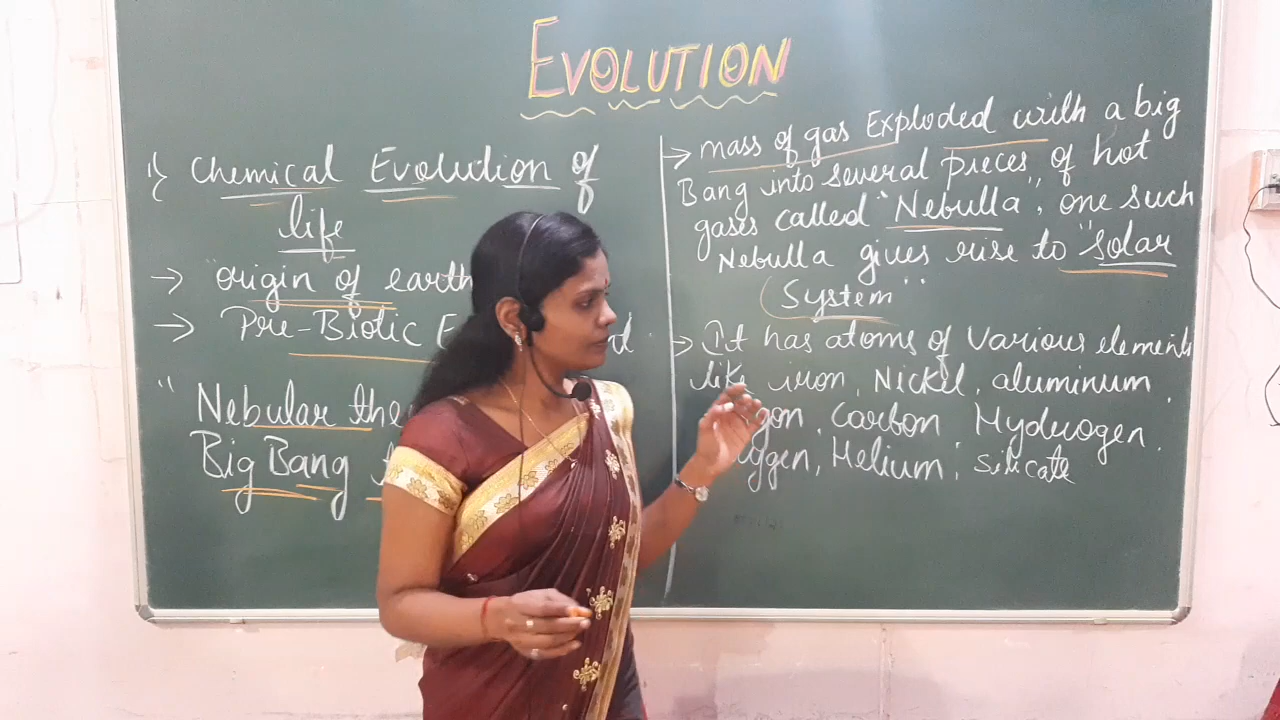 EVOLUTION
1) Chemical Evolution of
life
→ "origin of earth
→ Pre-Biotic
" Nebular
Big Bang
→ mass of gas Exploded with a big
Bang into several pieces of hot
gases called "Nebulla", one such
Nebulla gives rise to "Solar
System"
→ It has atoms of Various elements
like iron, Nickel, aluminum,
Carbon, Hydrogen,
Helium, Silicate